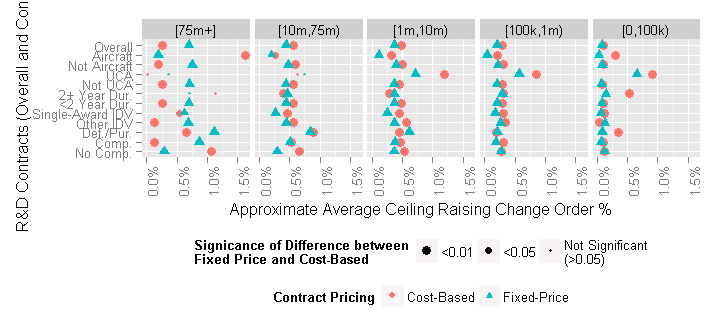 R&D Contracts (Overall and Con
[75m+] [10m,75m) [1m,10m) [100k,1m) [0,100k)
Overall
Aircraft
Not Aircraft
UCA
Not UCA
2+ Year Dur.
<2 Year Dur.
Single-Award IDV
Other IDV
Def./Pur.
Comp.
No Comp.
0.0% 0.5% 1.0% 1.5% 0.0% 0.5% 1.0% 1.5% 0.0% 0.5% 1.0% 1.5% 0.0% 0.5% 1.0% 1.5% 0.0% 0.5% 1.0% 1.5%
Approximate Average Ceiling Raising Change Order %
Signicance of Difference between
Fixed Price and Cost-Based
<0.01 <0.05 Not Significant
(>0.05)
Contract Pricing Cost-Based Fixed-Price